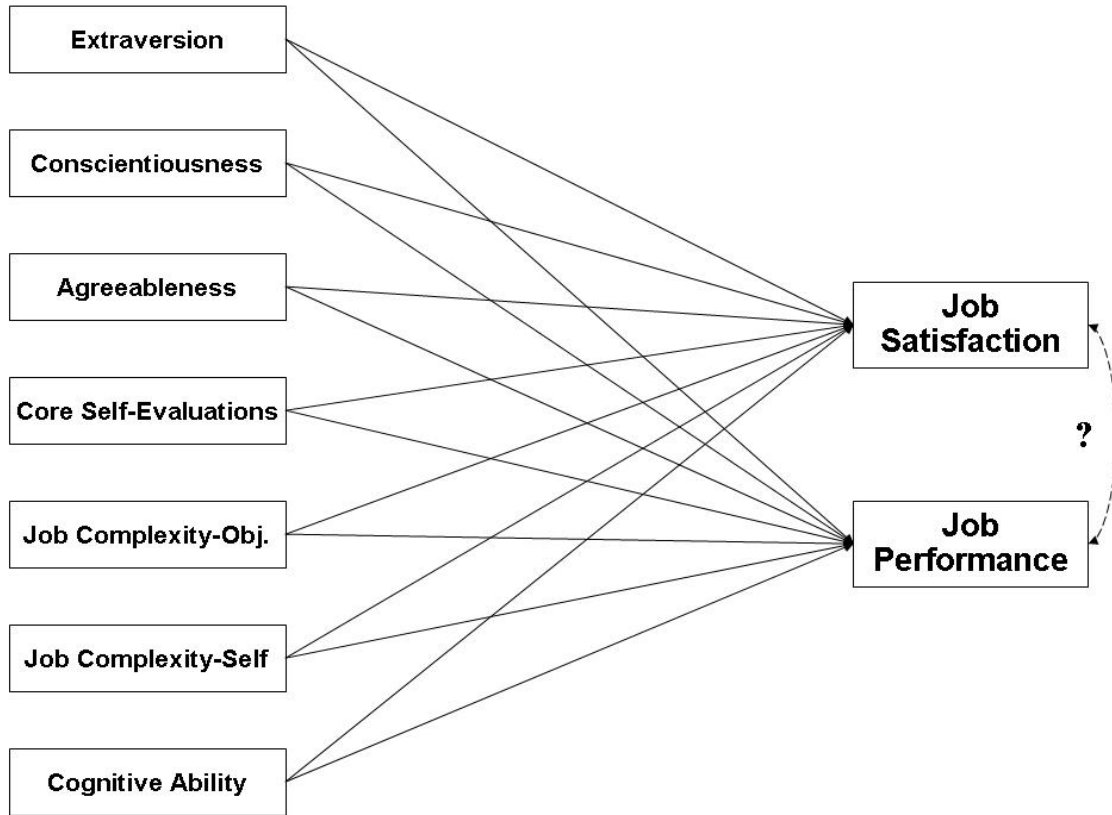 Extraversion
Conscientiousness
Agreeableness
Core Self-Evaluations
Job Complexity-Obj.
Job Complexity-Self
Cognitive Ability
Job
Satisfaction
?
Job
Performance